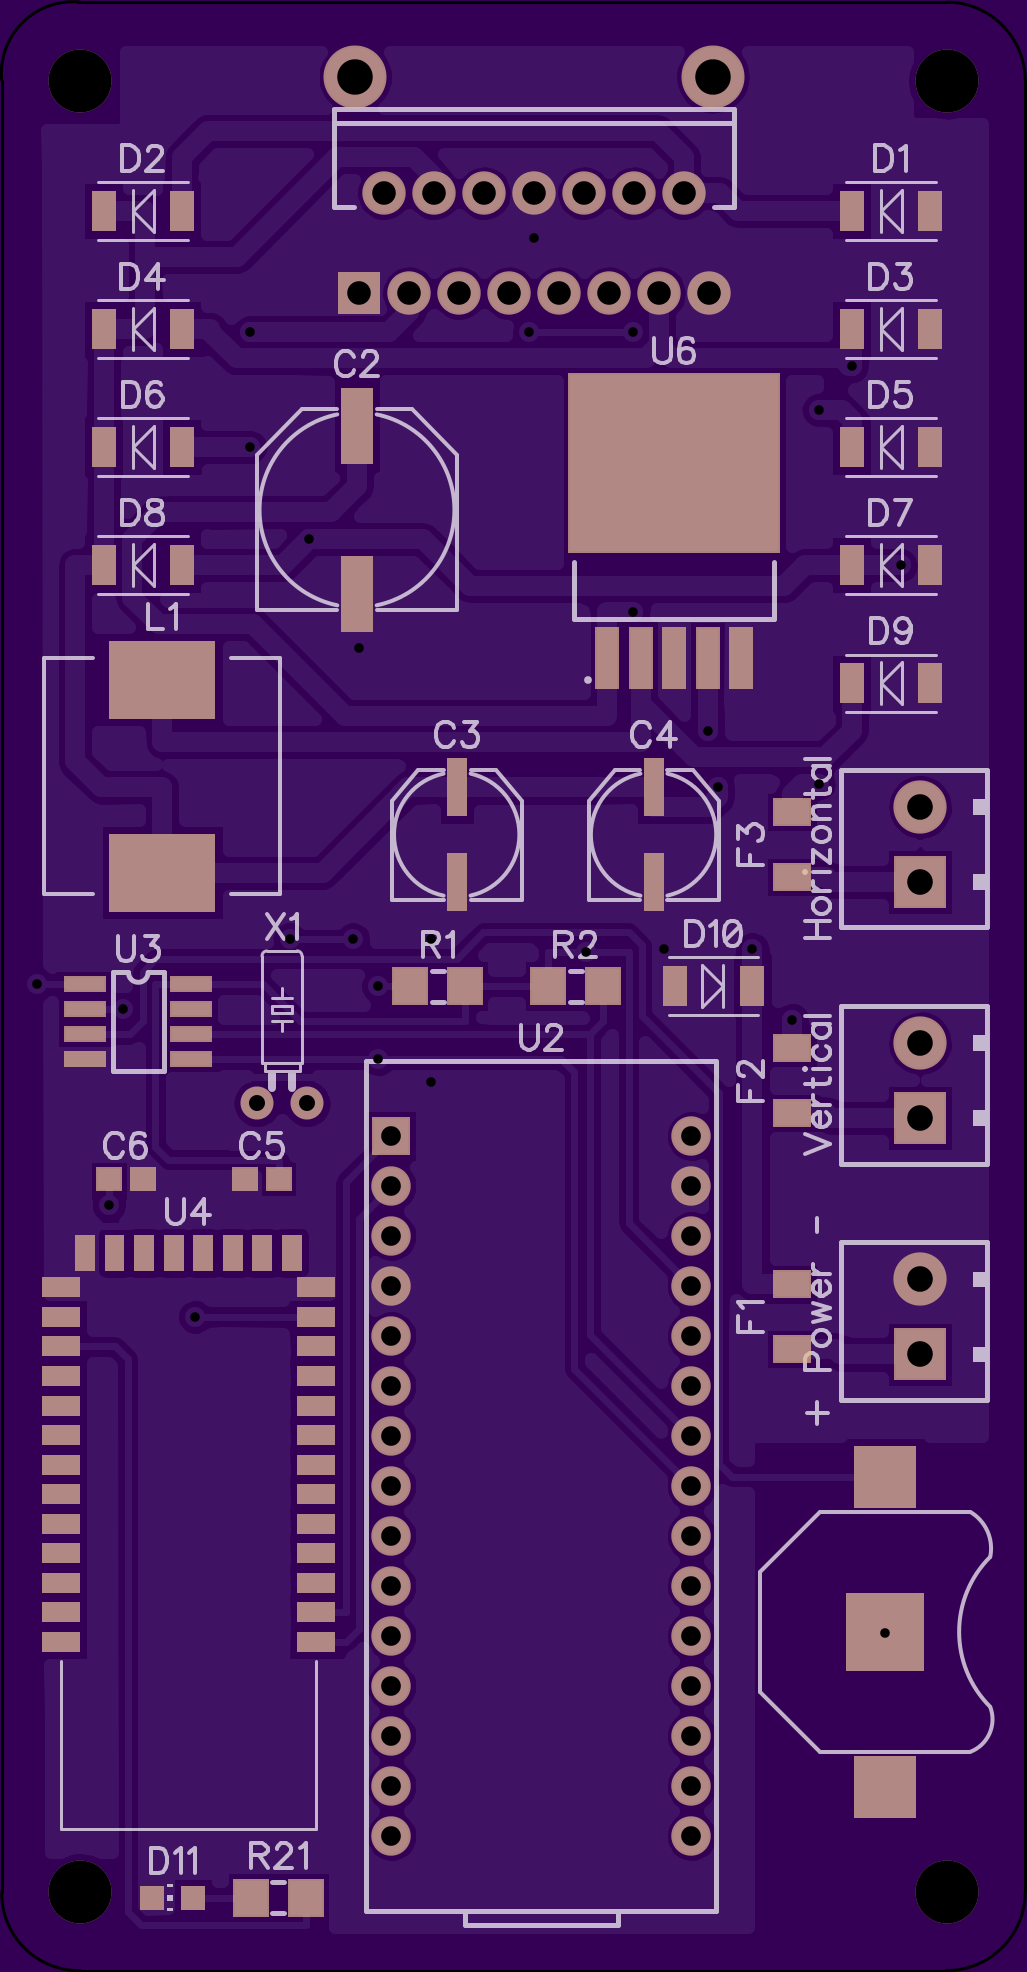 D2
D1
D4
D3
U6
C2
D6
D5
D8
D7
L1
D9
C3
C4
Horizontal
F3
X1
U3
R1
R2
D10
U2
Vertical
F2
C6
C5
U4
+ Power -
F1
D11
R21